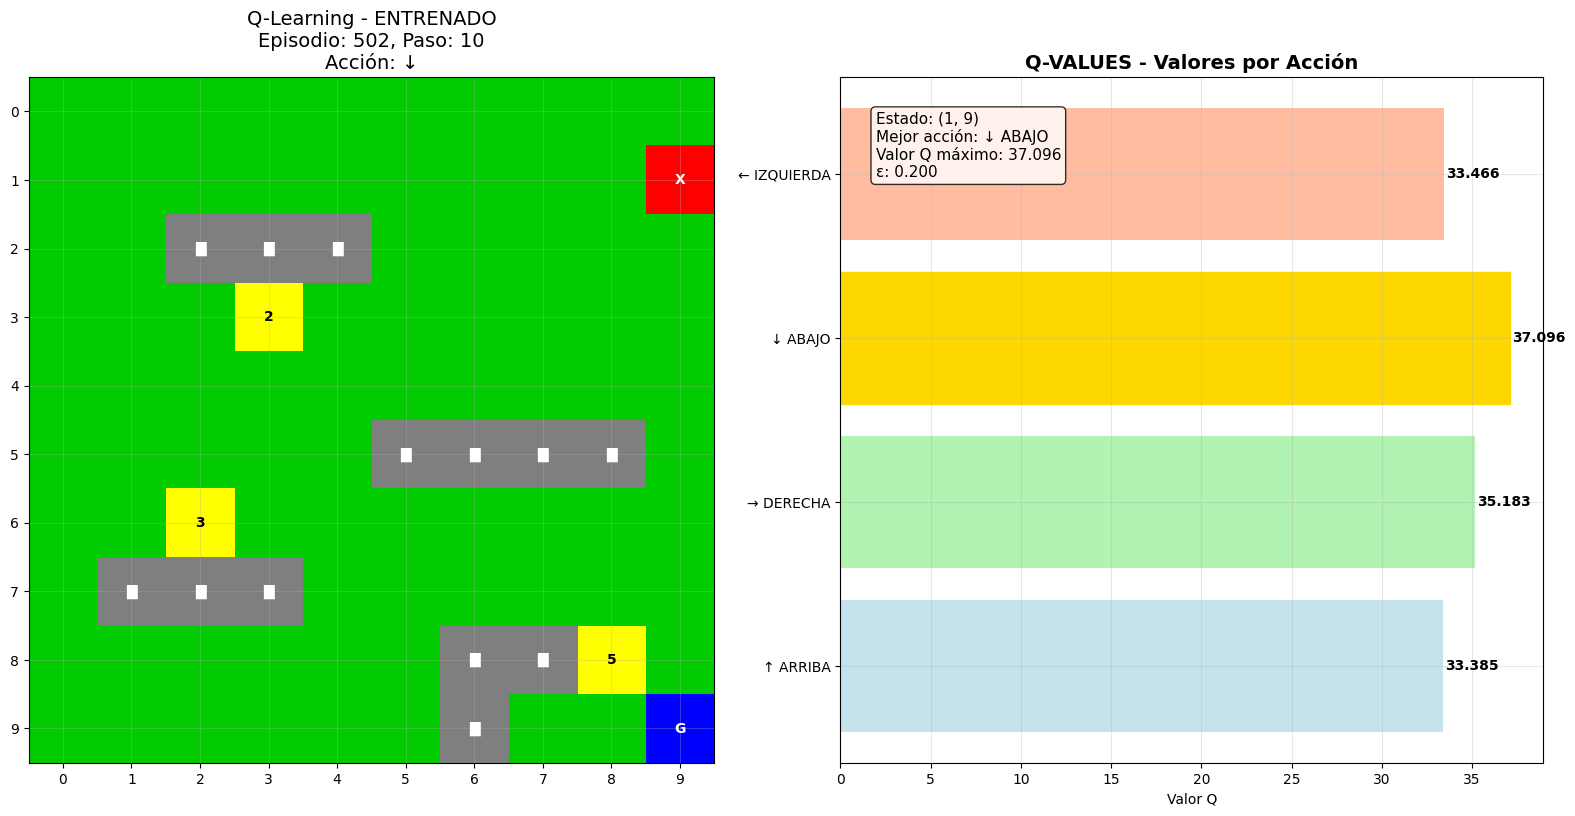 Q-Learning - ENTRENADO
Episodio: 502, Paso: 10
Acción: ↓
0
1
2
3
4
5
6
7
8
9
X
2
3
5
G
0 1 2 3 4 5 6 7 8 9
Q-VALUES - Valores por Acción
Estado: (1, 9)
Mejor acción: ↓ ABAJO
Valor Q máximo: 37.096
ε: 0.200
← IZQUIERDA
33.466
↓ ABAJO
37.096
→ DERECHA
35.183
↑ ARRIBA
33.385
0 5 10 15 20 25 30 35
Valor Q